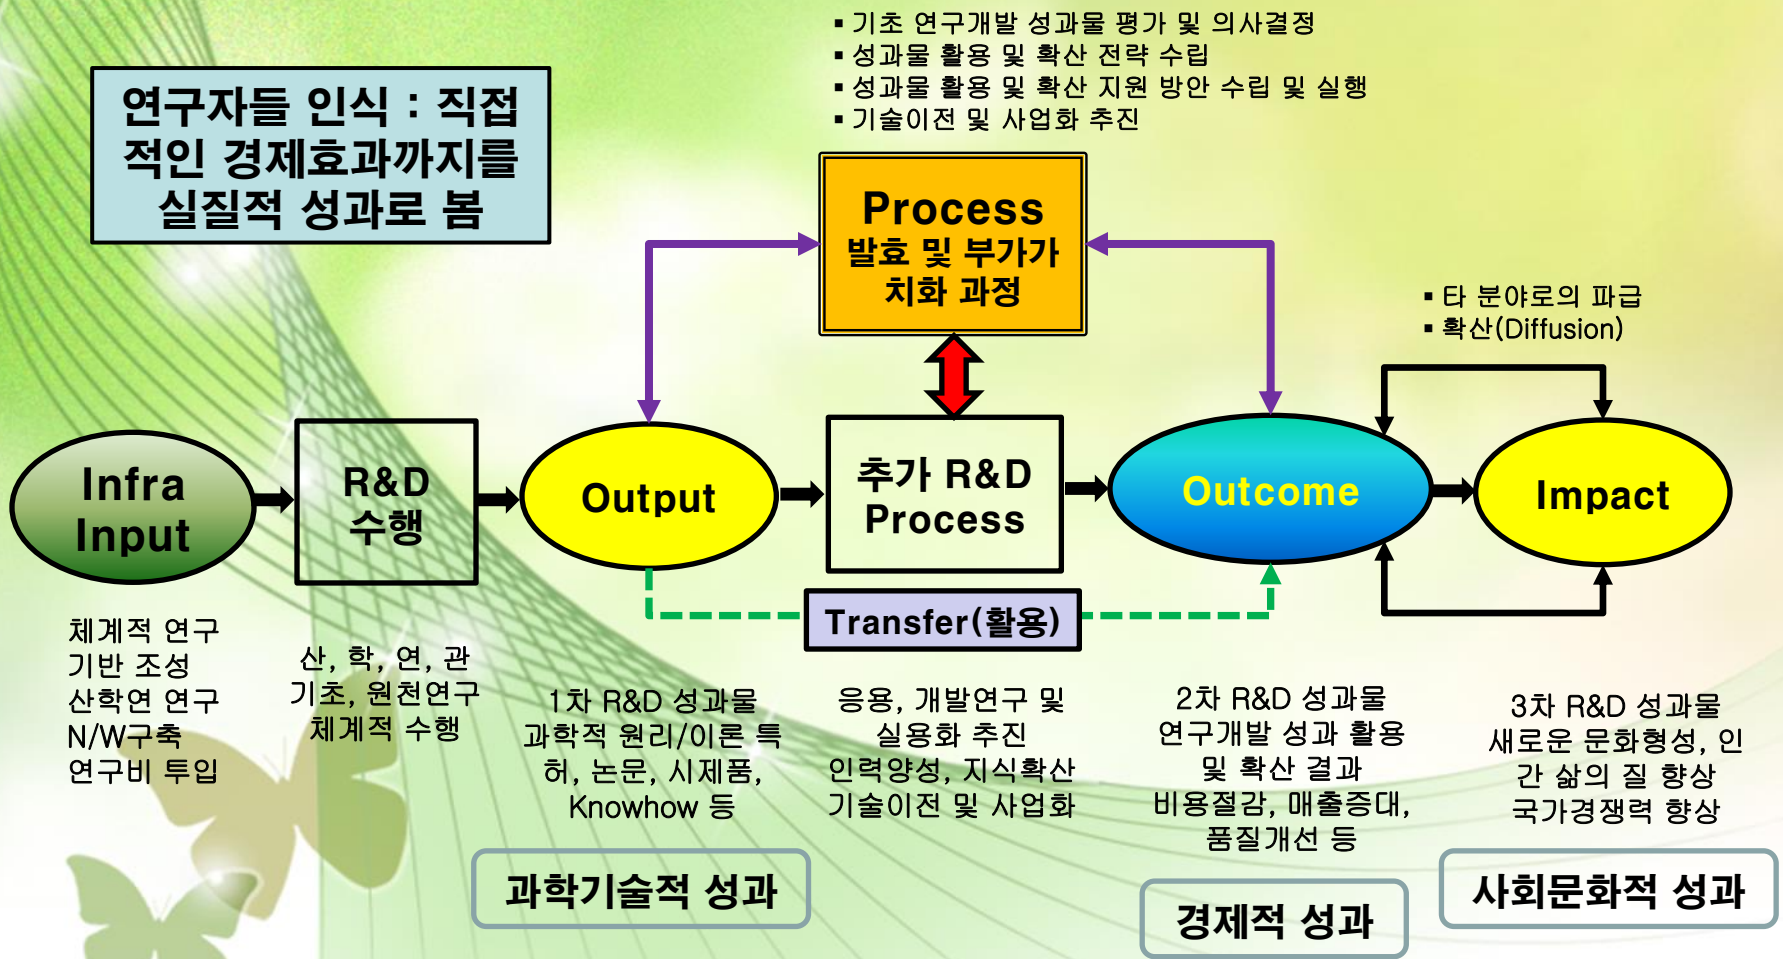 ▪ 기초 연구개발 성과물 평가 및 의사결정
▪ 성과물 활용 및 확산 전략 수립
▪ 성과물 활용 및 확산 지원 방안 수립 및 실행
▪ 기술이전 및 사업화 추진
연구자들 인식 : 직접
적인 경제효과까지를
실질적 성과로 봄
Process
발효 및 부가가
치화 과정
▪ 타 분야로의 파급
▪ 확산(Diffusion)
Infra
Input
R&D
수행
Output
추가 R&D
Process
Outcome
Impact
Transfer(활용)
체계적 연구
기반 조성
산학연 연구
N/W구축
연구비 투입
산, 학, 연, 관
기초, 원천연구
체계적 수행
1차 R&D 성과물
과학적 원리/이론 특
허, 논문, 시제품,
Knowhow 등
응용, 개발연구 및
실용화 추진
인력양성, 지식확산
기술이전 및 사업화
2차 R&D 성과물
연구개발 성과 활용
및 확산 결과
비용절감, 매출증대,
품질개선 등
3차 R&D 성과물
새로운 문화형성, 인
간 삶의 질 향상
국가경쟁력 향상
과학기술적 성과
경제적 성과
사회문화적 성과